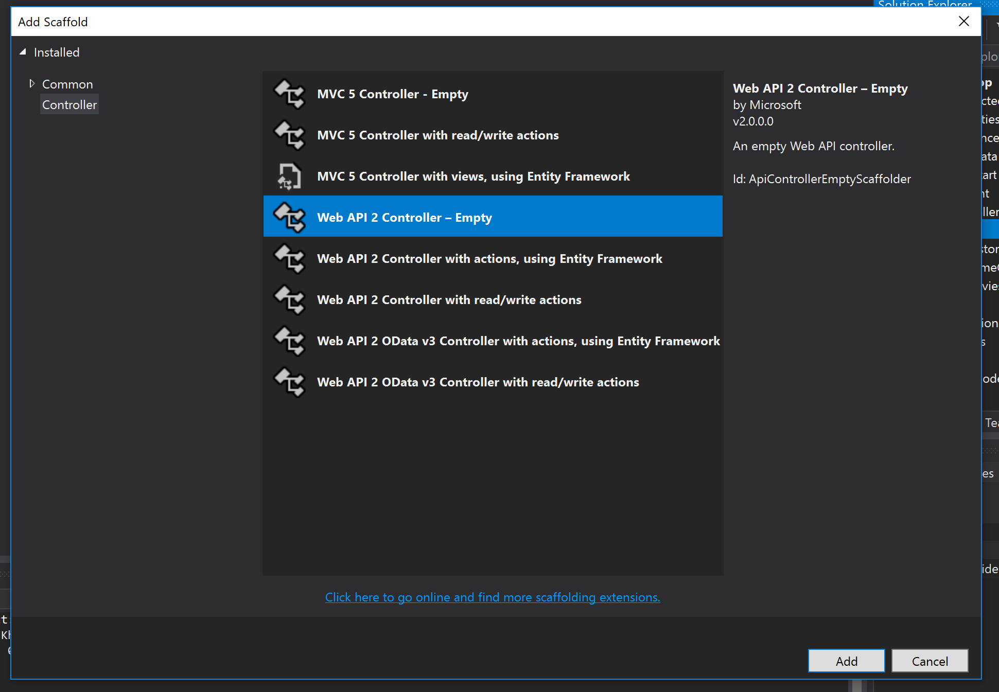 Solution Explorer
Add Scaffold
Installed
Common
Controller
MVC 5 Controller - Empty
MVC 5 Controller with read/write actions
MVC 5 Controller with views, using Entity Framework
Web API 2 Controller – Empty
Web API 2 Controller with actions, using Entity Framework
Web API 2 Controller with read/write actions
Web API 2 OData v3 Controller with actions, using Entity Framework
Web API 2 OData v3 Controller with read/write actions
Web API 2 Controller – Empty
by Microsoft
v2.0.0.0
An empty Web API controller.
Id: ApiControllerEmptyScaffolder
Click here to go online and find more scaffolding extensions.
Add
Cancel